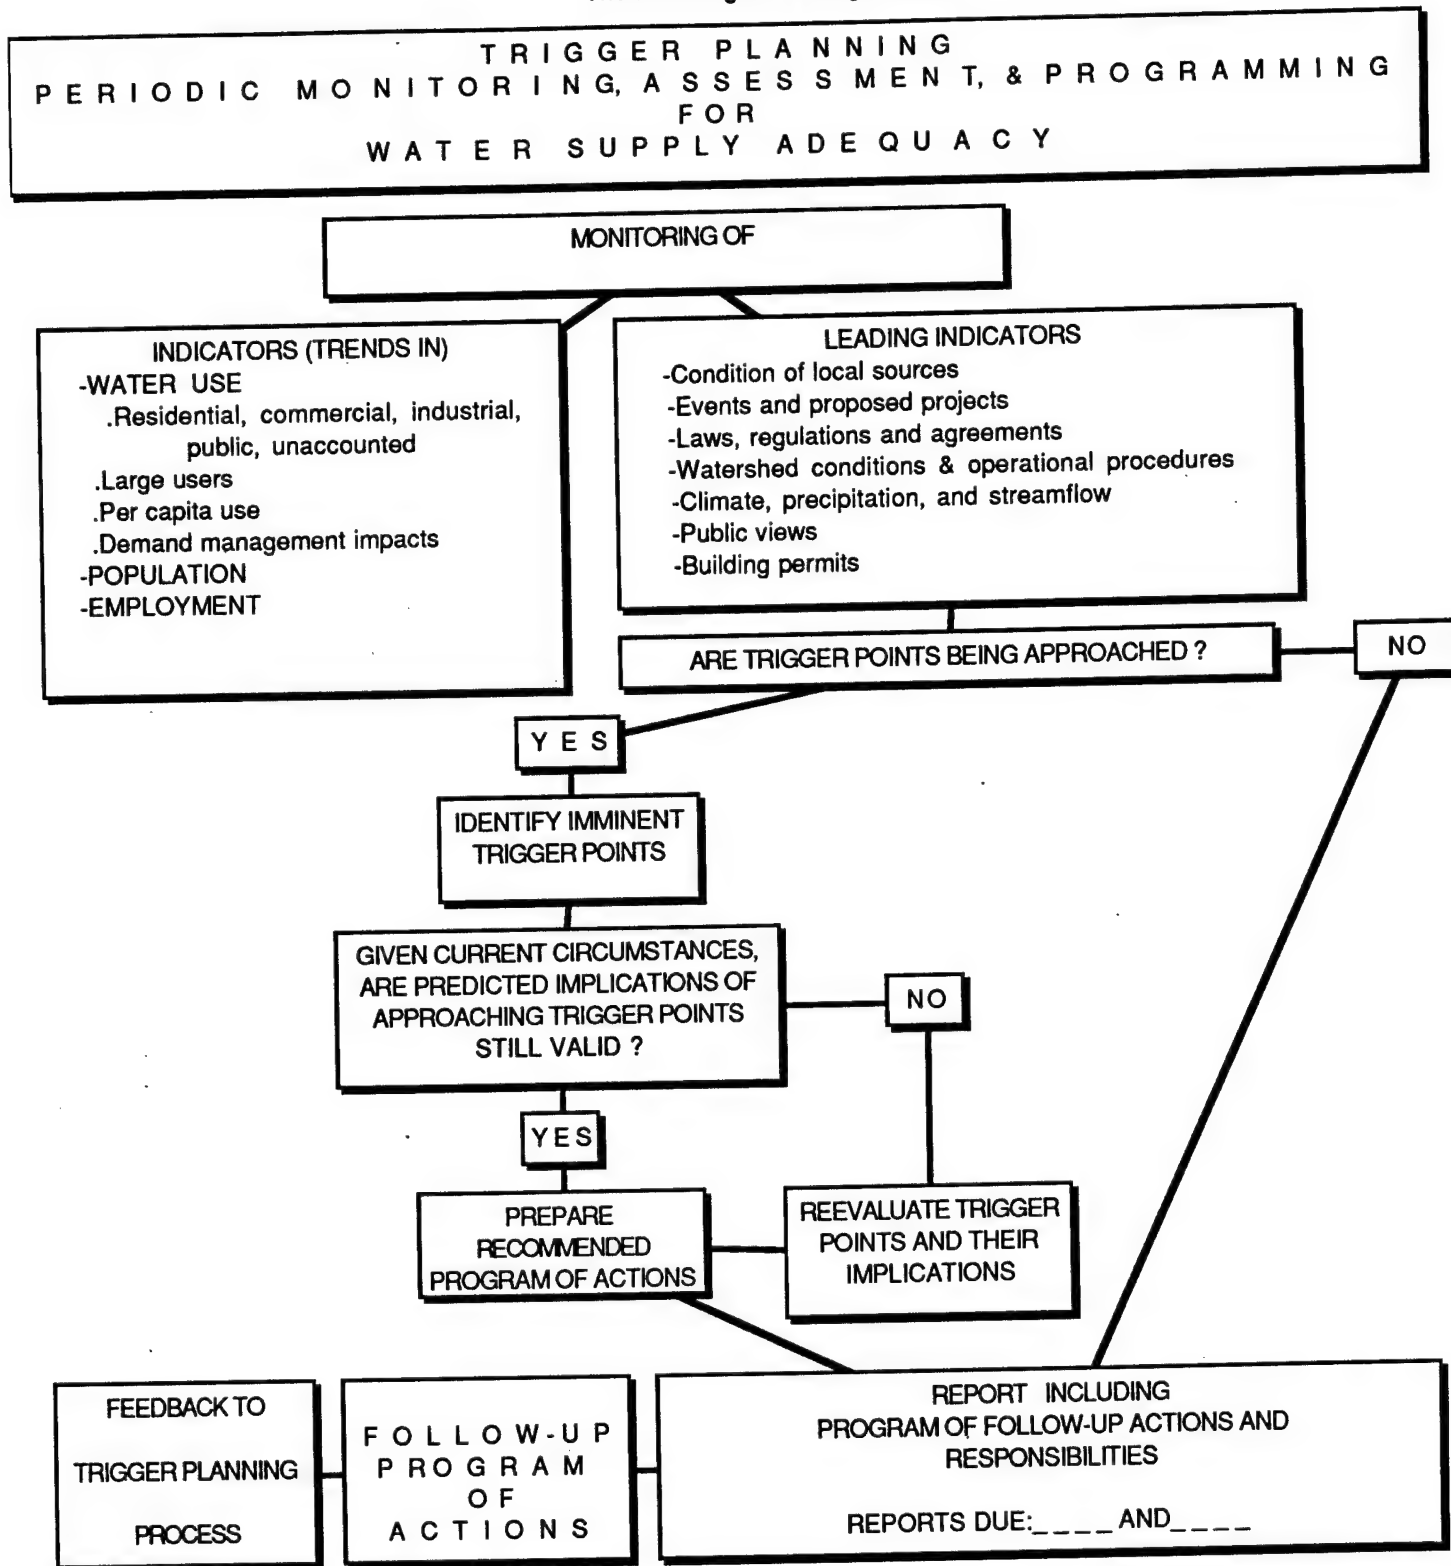 TRIGGER PLANNING
PERIODIC MONITORING, ASSESSMENT, & PROGRAMMING
FOR
WATER SUPPLY ADEQUACY
MONITORING OF
INDICATORS (TRENDS IN)
-WATER USE
.Residential, commercial, industrial,
public, unaccounted
.Large users
.Per capita use
.Demand management impacts
-POPULATION
-EMPLOYMENT
LEADING INDICATORS
-Condition of local sources
-Events and proposed projects
-Laws, regulations and agreements
-Watershed conditions & operational procedures
-Climate, precipitation, and streamflow
-Public views
-Building permits
ARE TRIGGER POINTS BEING APPROACHED ?
NO
YES
IDENTIFY IMMINENT
TRIGGER POINTS
GIVEN CURRENT CIRCUMSTANCES,
ARE PREDICTED IMPLICATIONS OF
APPROACHING TRIGGER POINTS
STILL VALID ?
NO
YES
PREPARE
RECOMMENDED
PROGRAM OF ACTIONS
REEVALUATE TRIGGER
POINTS AND THEIR
IMPLICATIONS
FEEDBACK TO
TRIGGER PLANNING
PROCESS
FOLLOW-UP
PROGRAM
OF
ACTIONS
REPORT INCLUDING
PROGRAM OF FOLLOW-UP ACTIONS AND
RESPONSIBILITIES
REPORTS DUE:____ AND____